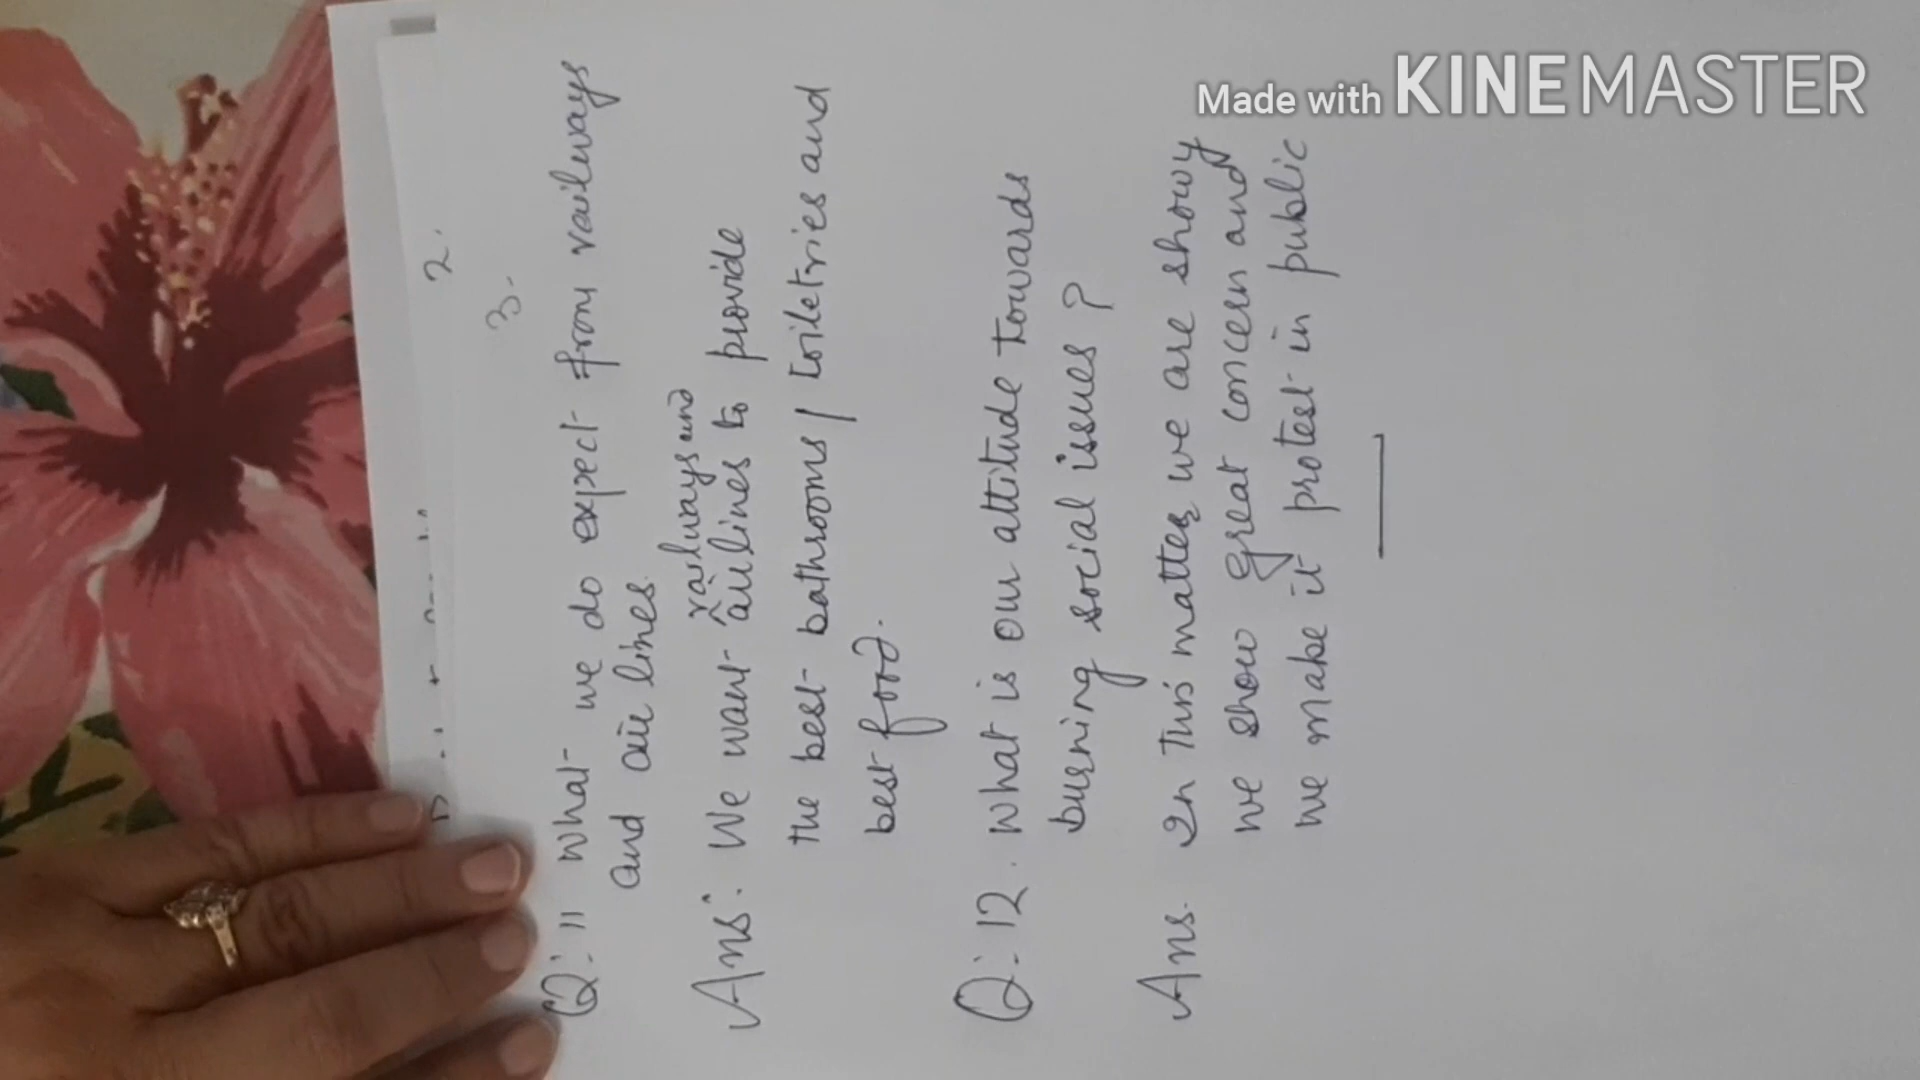 Made with KINEMASTER
2.
3.
Q.11 What we do expect from railways
and air lines.
Ans. We want railways and airlines to provide
the best bathrooms / toiletries and
best food.
Q.12. What is our attitude towards
burning social issues?
Ans. In this matter we are showy
we show great concern and
we make it protest in public